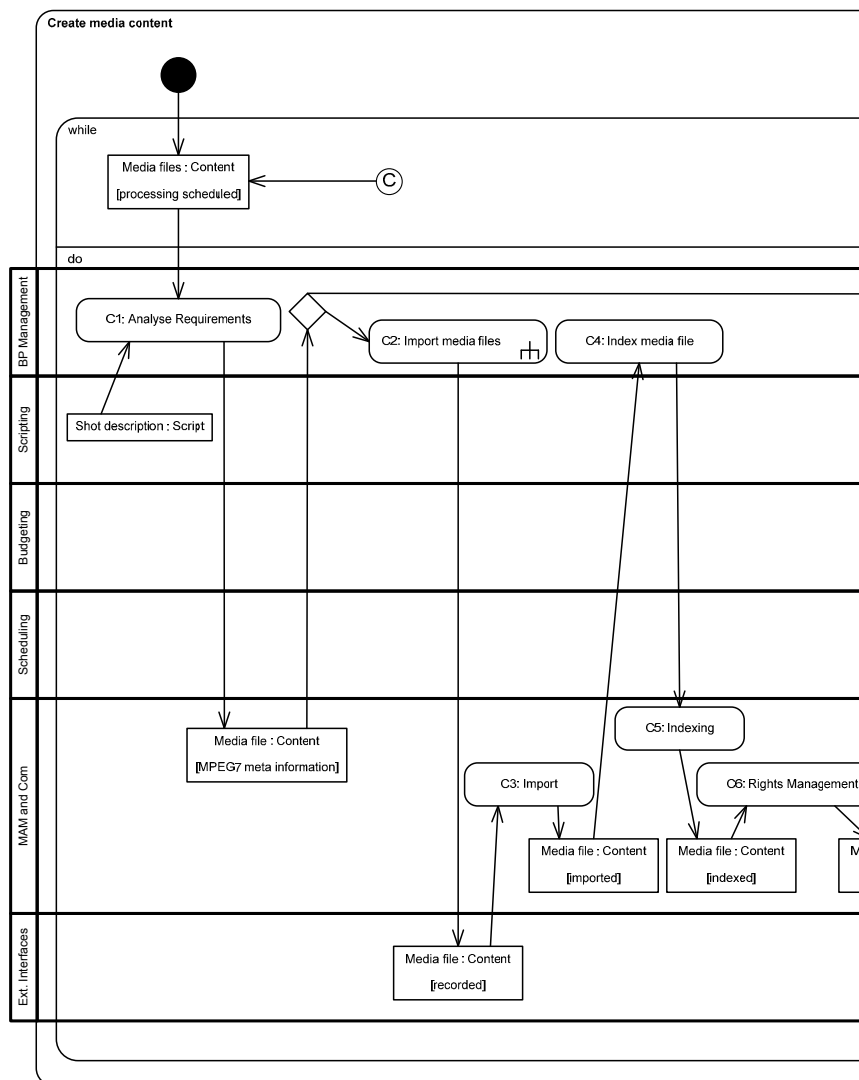 Create media content
while
Media files : Content
[processing scheduled]
C
do
BP Management
C1: Analyse Requirements
C2: Import media files
C4: Index media file
Scripting
Shot description : Script
Budgeting
Scheduling
MAM and Com
Media file : Content
[MPEG7 meta information]
C5: Indexing
C3: Import
C6: Rights Management
Media file : Content
[imported]
Media file : Content
[indexed]
M
Ext. Interfaces
Media file : Content
[recorded]